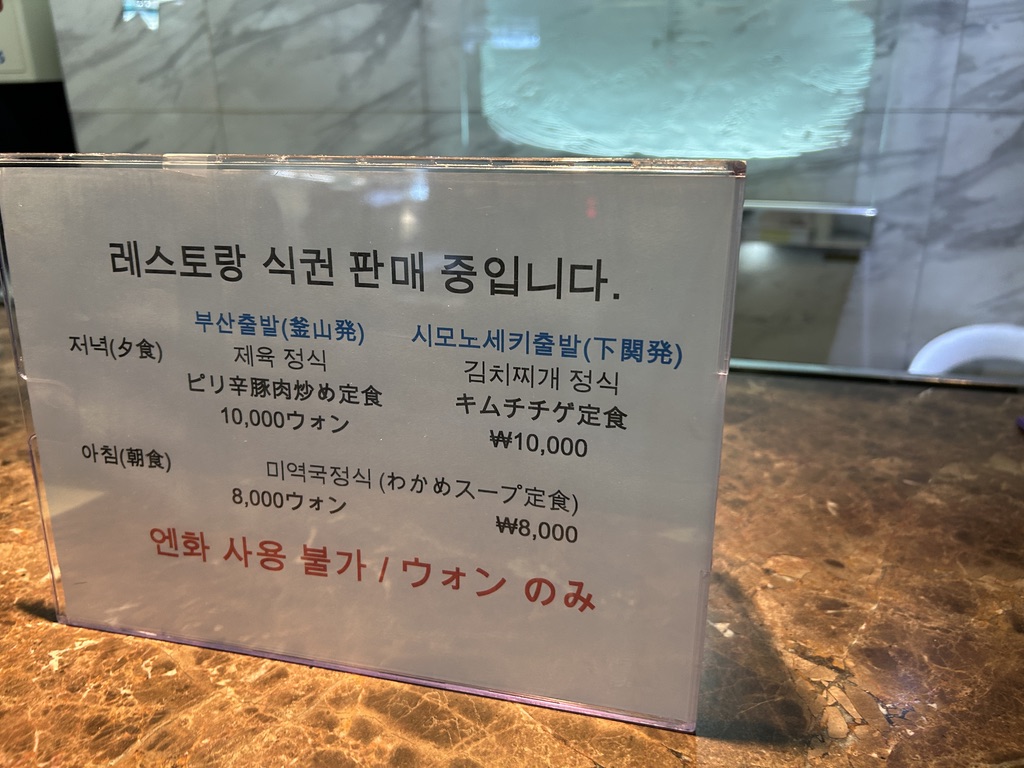 레스토랑 식권 판매 중입니다.
부산출발(釜山発) 시모노세키출발(下関発)
저녁(夕食) 제육 정식 김치찌개 정식
ピリ辛豚肉炒め定食 キムチチゲ定食
10,000ウォン ₩10,000
아침(朝食) 미역국정식 (わかめスープ定食)
8,000ウォン ₩8,000
엔화 사용 불가 / ウォン のみ